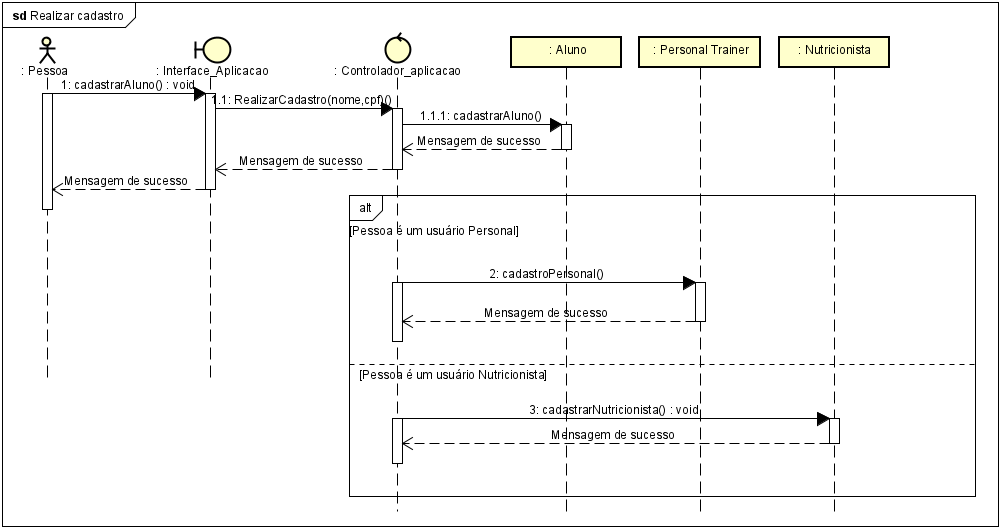 sd Realizar cadastro
: Pessoa
: Interface_Aplicacao
: Controlador_aplicacao
: Aluno
: Personal Trainer
: Nutricionista
1: cadastrarAluno() : void
1.1: RealizarCadastro(nome,cpf)()
1.1.1: cadastrarAluno()
Mensagem de sucesso
Mensagem de sucesso
Mensagem de sucesso
alt
[Pessoa é um usuário Personal]
2: cadastroPersonal()
Mensagem de sucesso
[Pessoa é um usuário Nutricionista]
3: cadastrarNutricionista() : void
Mensagem de sucesso